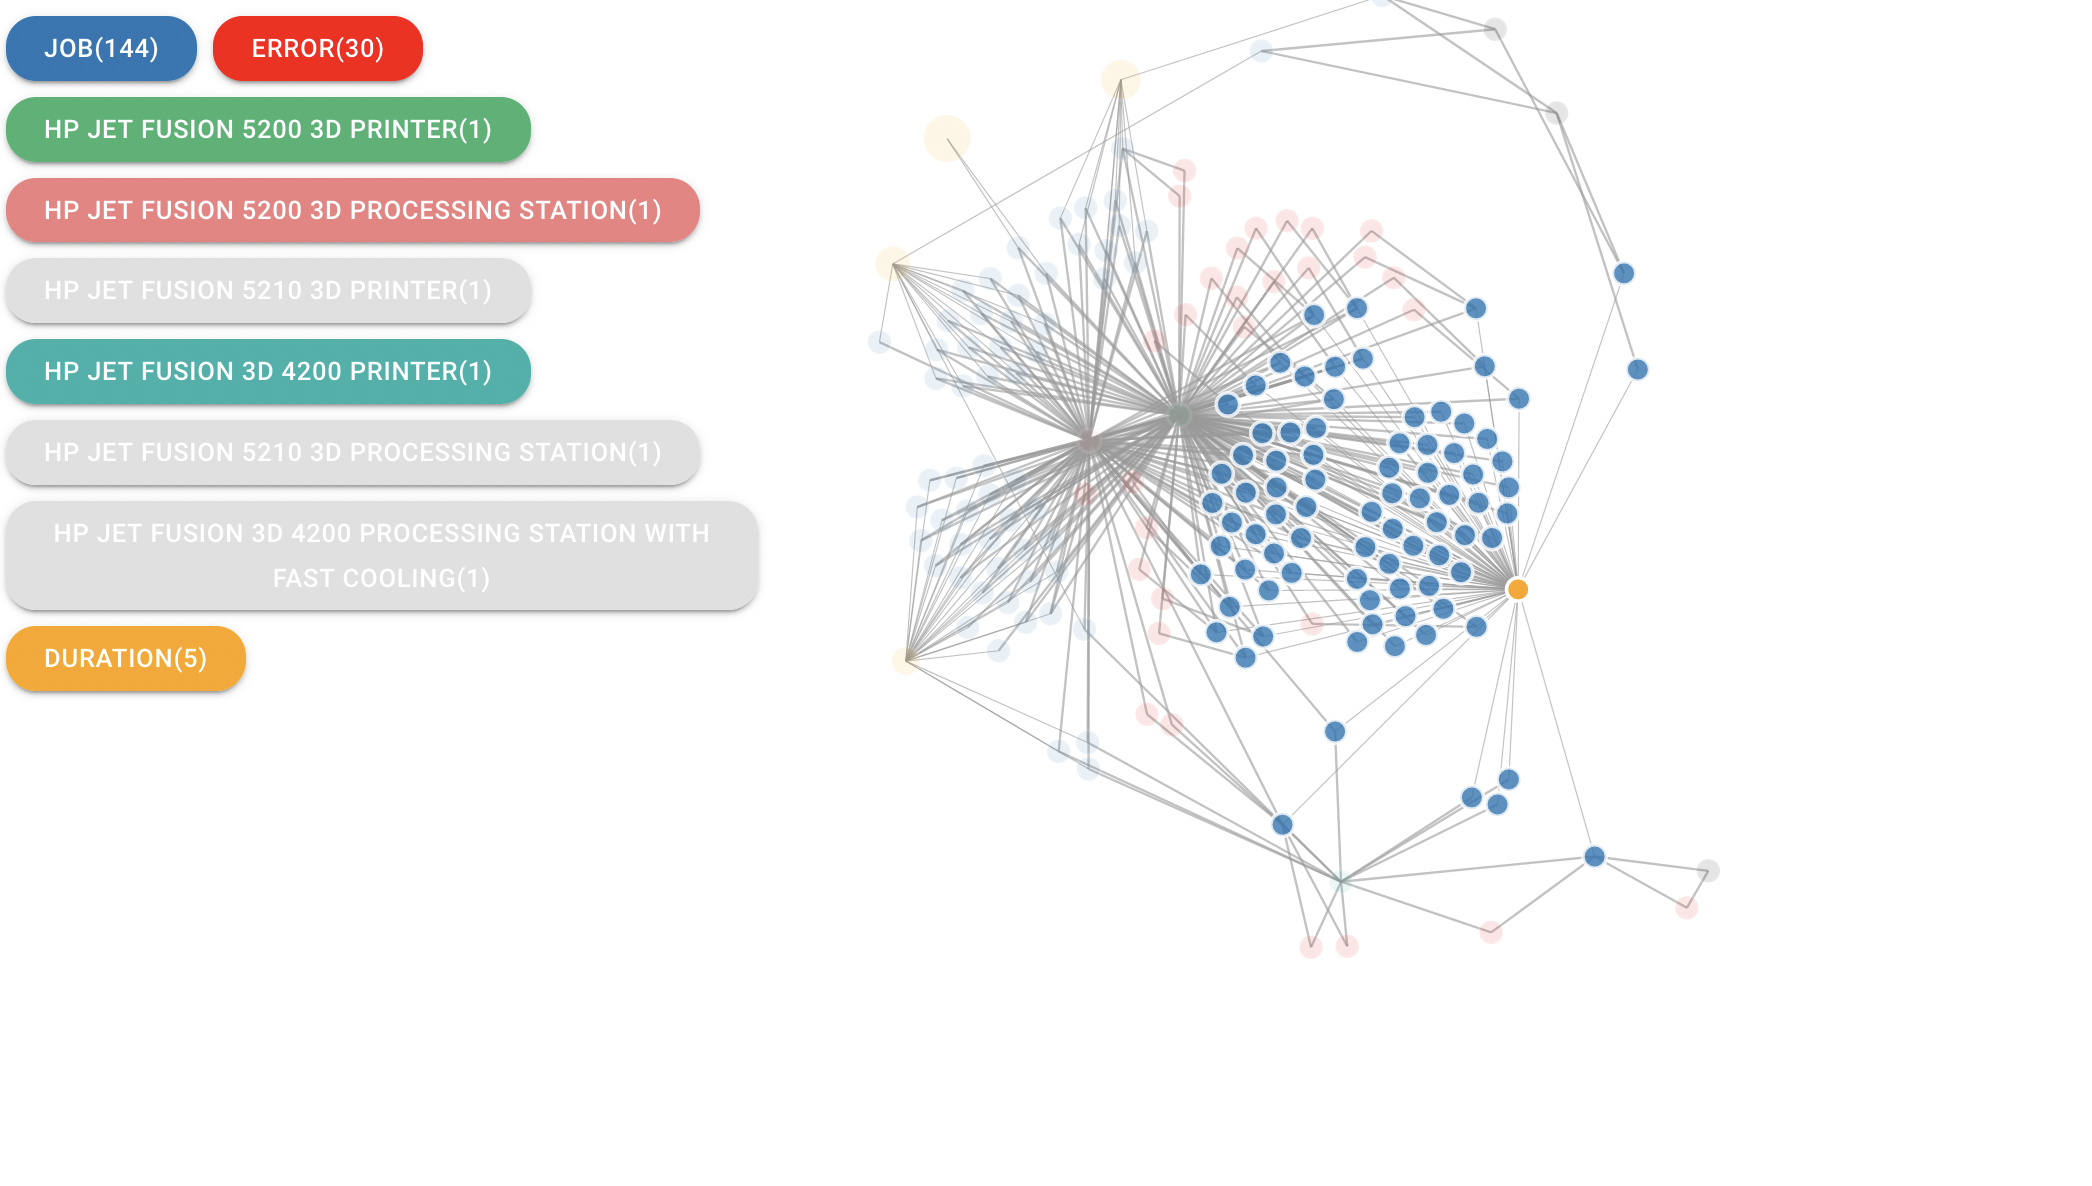 JOB(144) ERROR(30)
HP JET FUSION 5200 3D PRINTER(1)
HP JET FUSION 5200 3D PROCESSING STATION(1)
HP JET FUSION 5210 3D PRINTER(1)
HP JET FUSION 3D 4200 PRINTER(1)
HP JET FUSION 5210 3D PROCESSING STATION(1)
HP JET FUSION 3D 4200 PROCESSING STATION WITH
FAST COOLING(1)
DURATION(5)